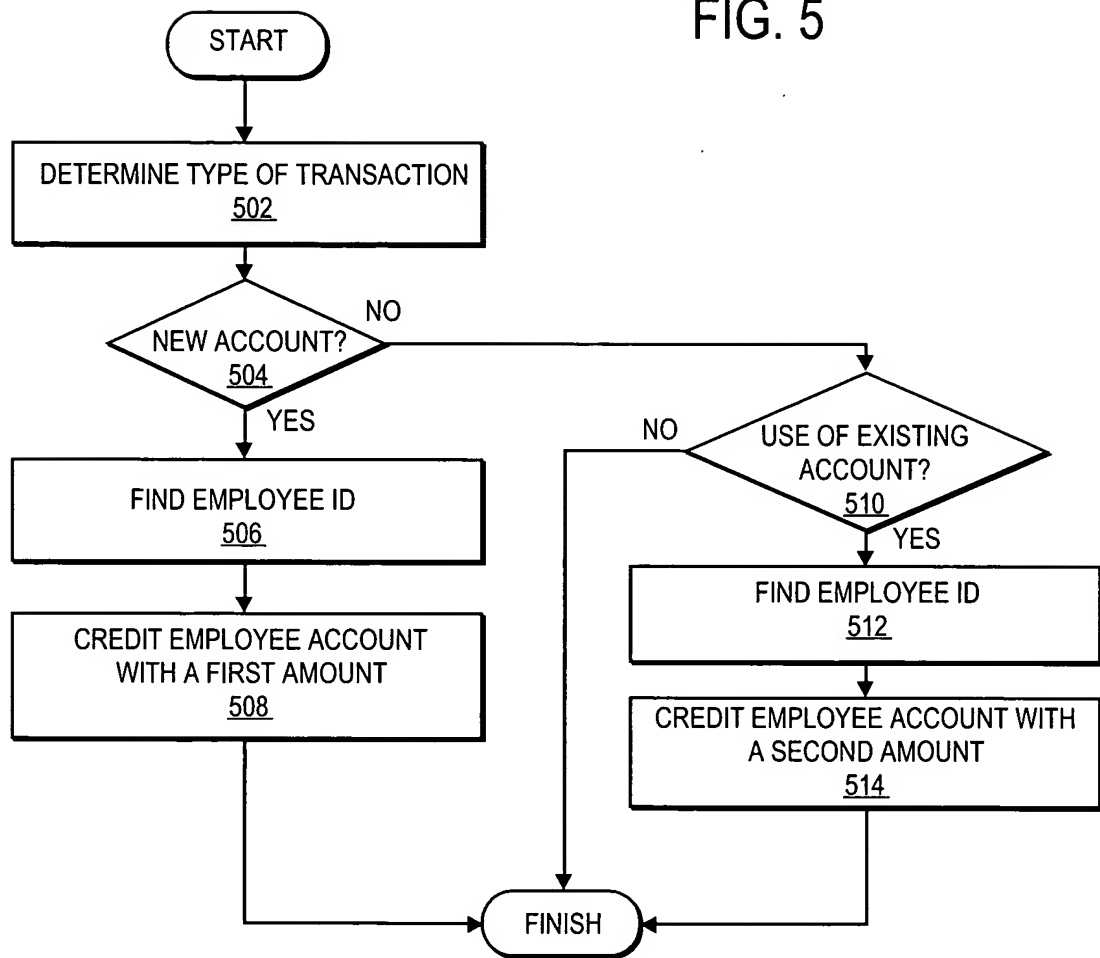 FIG. 5
START
DETERMINE TYPE OF TRANSACTION
502
NEW ACCOUNT?
504
NO
YES
FIND EMPLOYEE ID
506
CREDIT EMPLOYEE ACCOUNT
WITH A FIRST AMOUNT
508
NO
USE OF EXISTING
ACCOUNT?
510
YES
FIND EMPLOYEE ID
512
CREDIT EMPLOYEE ACCOUNT WITH
A SECOND AMOUNT
514
FINISH